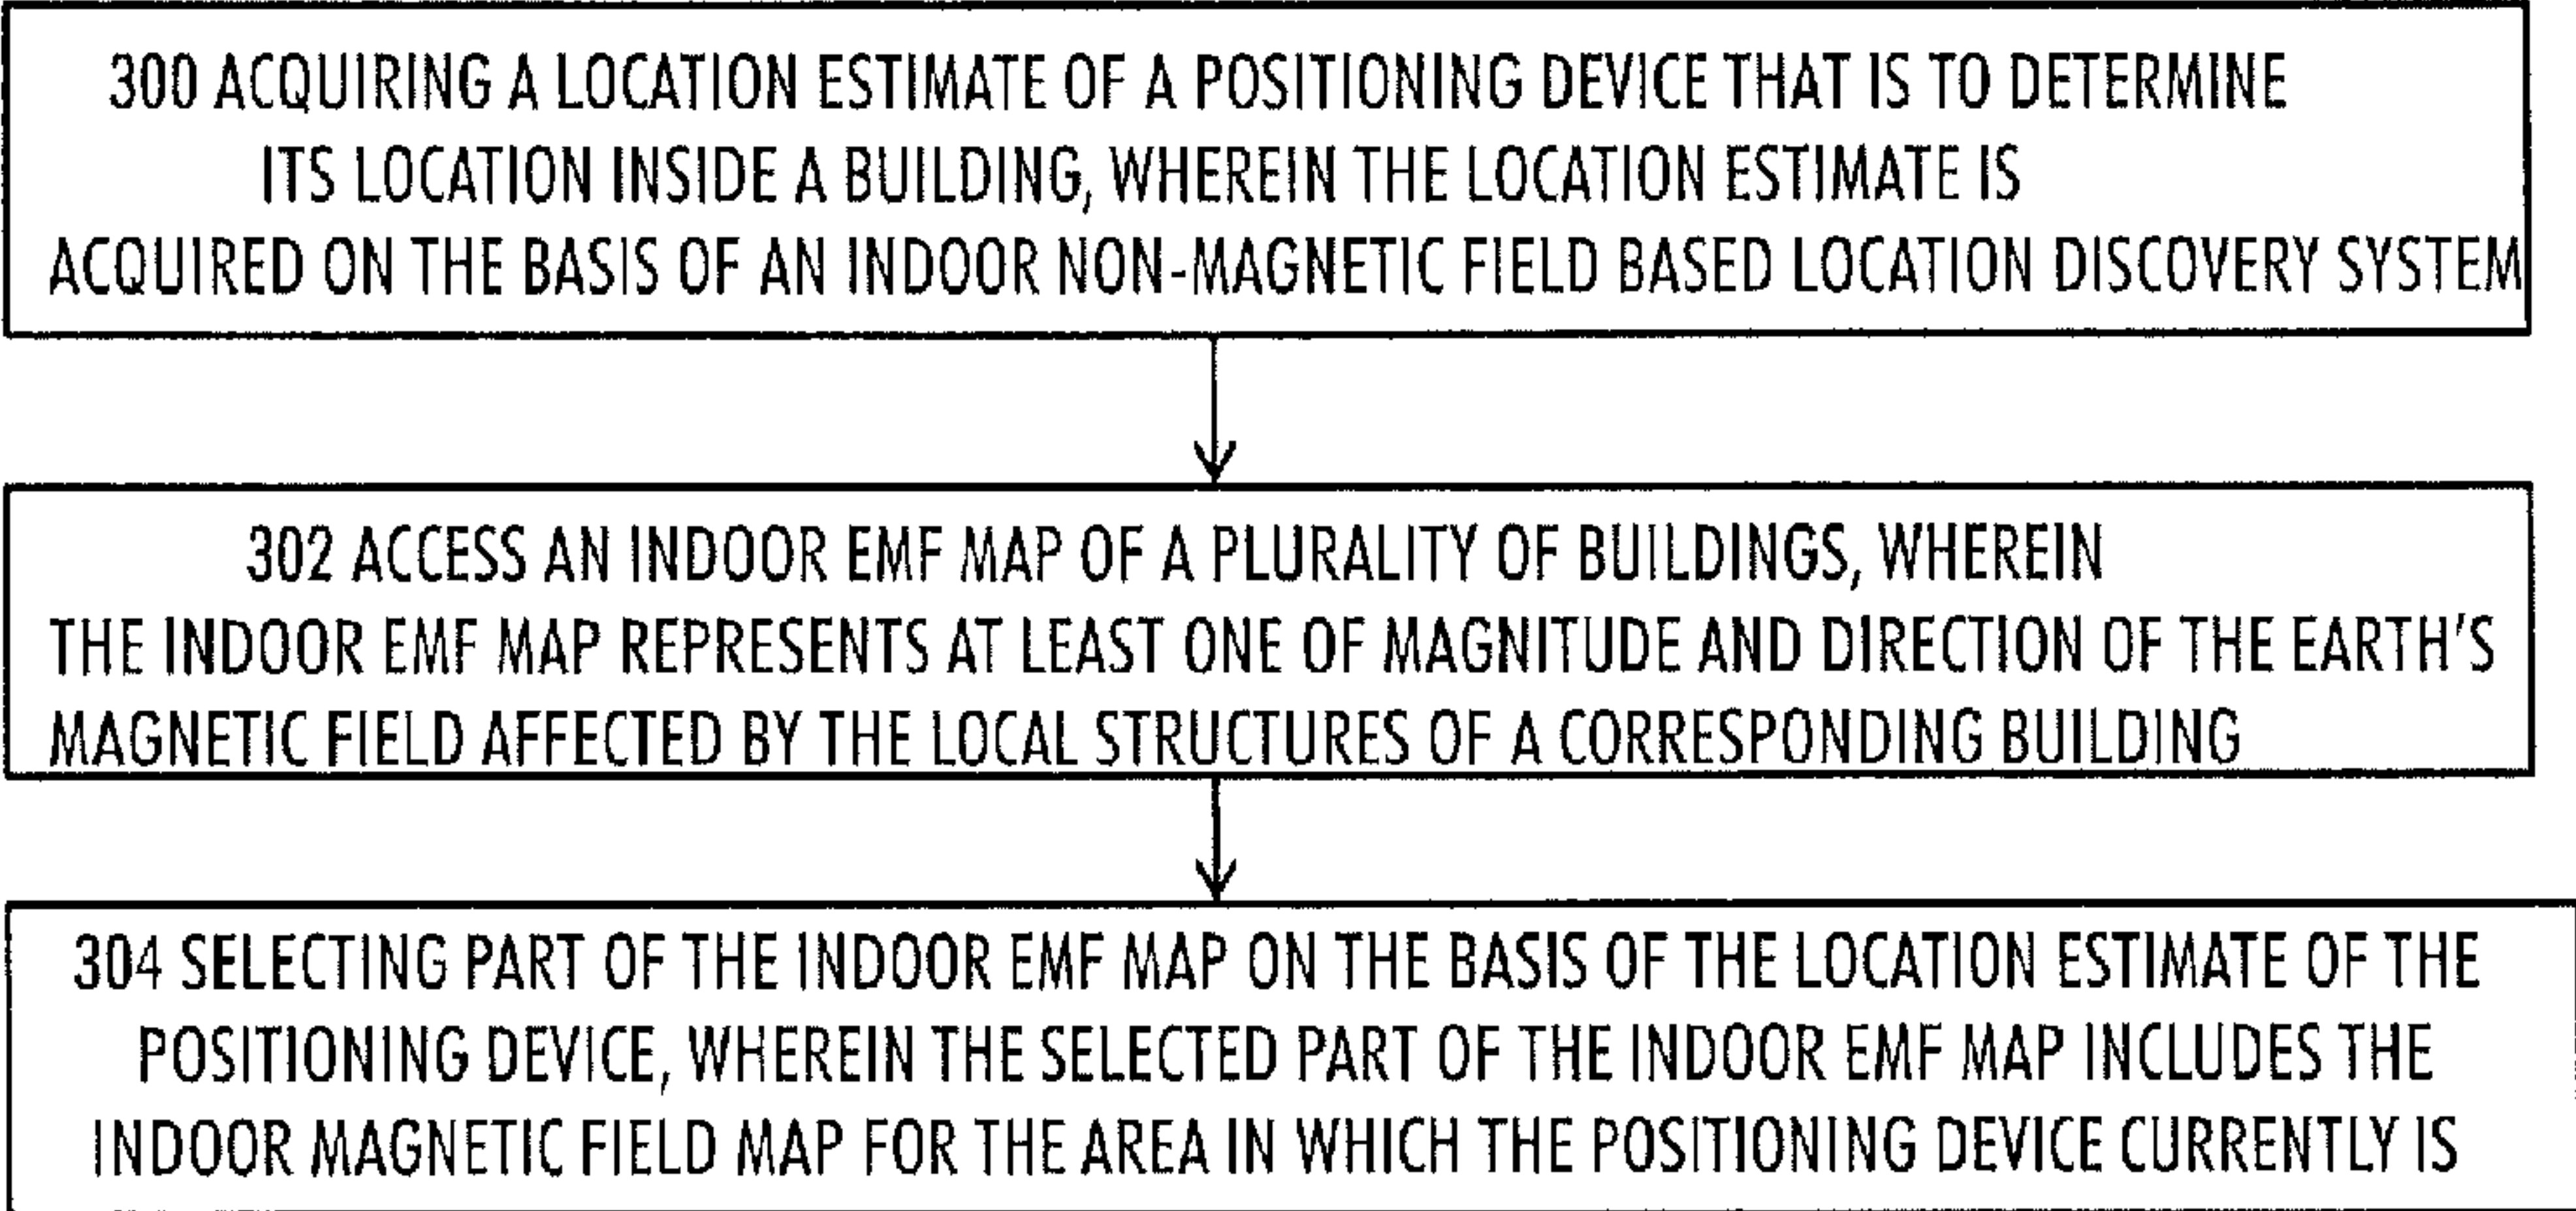 300 ACQUIRING A LOCATION ESTIMATE OF A POSITIONING DEVICE THAT IS TO DETERMINE
ITS LOCATION INSIDE A BUILDING, WHEREIN THE LOCATION ESTIMATE IS
ACQUIRED ON THE BASIS OF AN INDOOR NON-MAGNETIC FIELD BASED LOCATION DISCOVERY SYSTEM
302 ACCESS AN INDOOR EMF MAP OF A PLURALITY OF BUILDINGS, WHEREIN
THE INDOOR EMF MAP REPRESENTS AT LEAST ONE OF MAGNITUDE AND DIRECTION OF THE EARTH'S
MAGNETIC FIELD AFFECTED BY THE LOCAL STRUCTURES OF A CORRESPONDING BUILDING
304 SELECTING PART OF THE INDOOR EMF MAP ON THE BASIS OF THE LOCATION ESTIMATE OF THE
POSITIONING DEVICE, WHEREIN THE SELECTED PART OF THE INDOOR EMF MAP INCLUDES THE
INDOOR MAGNETIC FIELD MAP FOR THE AREA IN WHICH THE POSITIONING DEVICE CURRENTLY IS